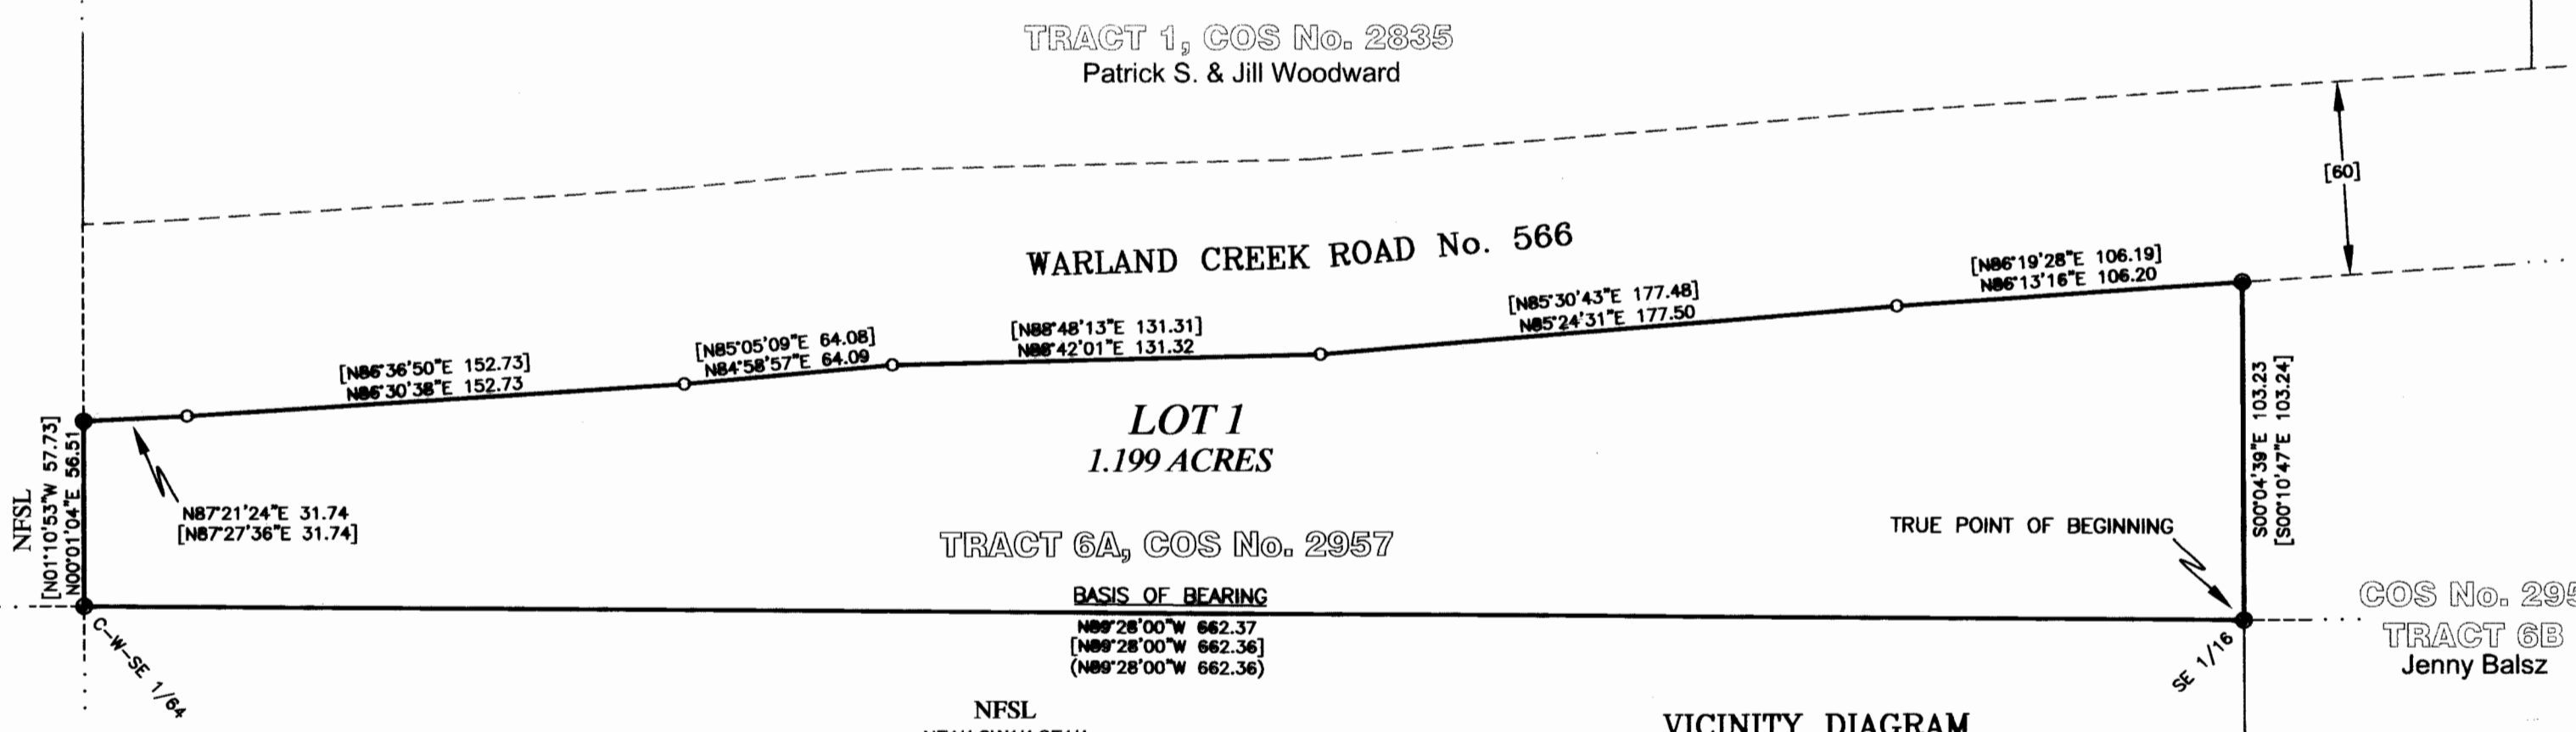 TRACT 1, COS No. 2835
Patrick S. & Jill Woodward
[60]
WARLAND CREEK ROAD No. 566
[N86°19'28"E 106.19]
N86°13'16"E 106.20
[N85°30'43"E 177.48]
N85°24'31"E 177.50
[N88°48'13"E 131.31]
N88°42'01"E 131.32
[N85°05'09"E 64.08]
N84°58'57"E 64.09
[N86°36'50"E 152.73]
N86°30'38"E 152.73
LOT 1
1.199 ACRES
NFSL
[N01°10'53"W 57.73]
N00°01'04"E 56.51
N87°21'24"E 31.74
[N87°27'36"E 31.74]
S00°04'39"E 103.23
[S00°10'47"E 103.24]
TRUE POINT OF BEGINNING
TRACT 6A, COS No. 2957
BASIS OF BEARING
N89°28'00"W 662.37
[N89°28'00"W 662.36]
(N89°28'00"W 662.36)
C-W-SE 1/64
SE 1/16
COS No. 295
TRACT 6B
Jenny Balsz
NFSL
VICINITY DIAGRAM